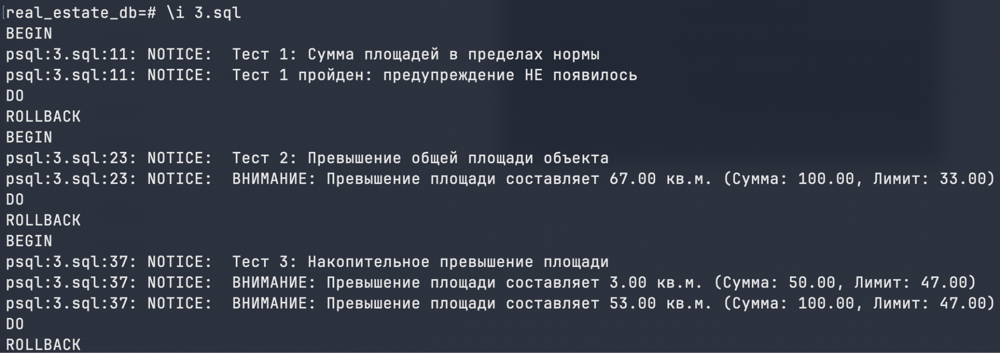 real_estate_db=# \i 3.sql
BEGIN
psql:3.sql:11: NOTICE:  Тест 1: Сумма площадей в пределах нормы
psql:3.sql:11: NOTICE:  Тест 1 пройден: предупреждение НЕ появилось
DO
ROLLBACK
BEGIN
psql:3.sql:23: NOTICE:  Тест 2: Превышение общей площади объекта
psql:3.sql:23: NOTICE:  ВНИМАНИЕ: Превышение площади составляет 67.00 кв.м. (Сумма: 100.00, Лимит: 33.00)
DO
ROLLBACK
BEGIN
psql:3.sql:37: NOTICE:  Тест 3: Накопительное превышение площади
psql:3.sql:37: NOTICE:  ВНИМАНИЕ: Превышение площади составляет 3.00 кв.м. (Сумма: 50.00, Лимит: 47.00)
psql:3.sql:37: NOTICE:  ВНИМАНИЕ: Превышение площади составляет 53.00 кв.м. (Сумма: 100.00, Лимит: 47.00)
DO
ROLLBACK